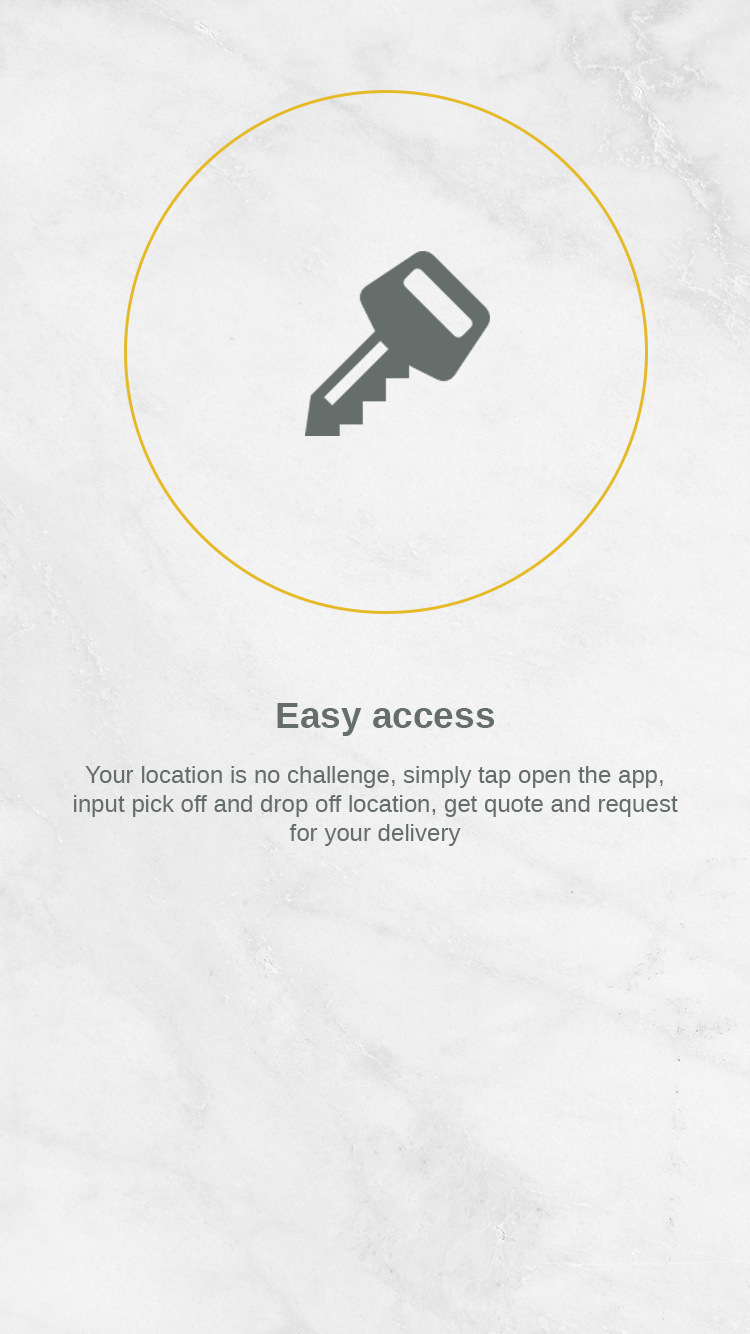 Easy access
Your location is no challenge, simply tap open the app,
input pick off and drop off location, get quote and request
for your delivery